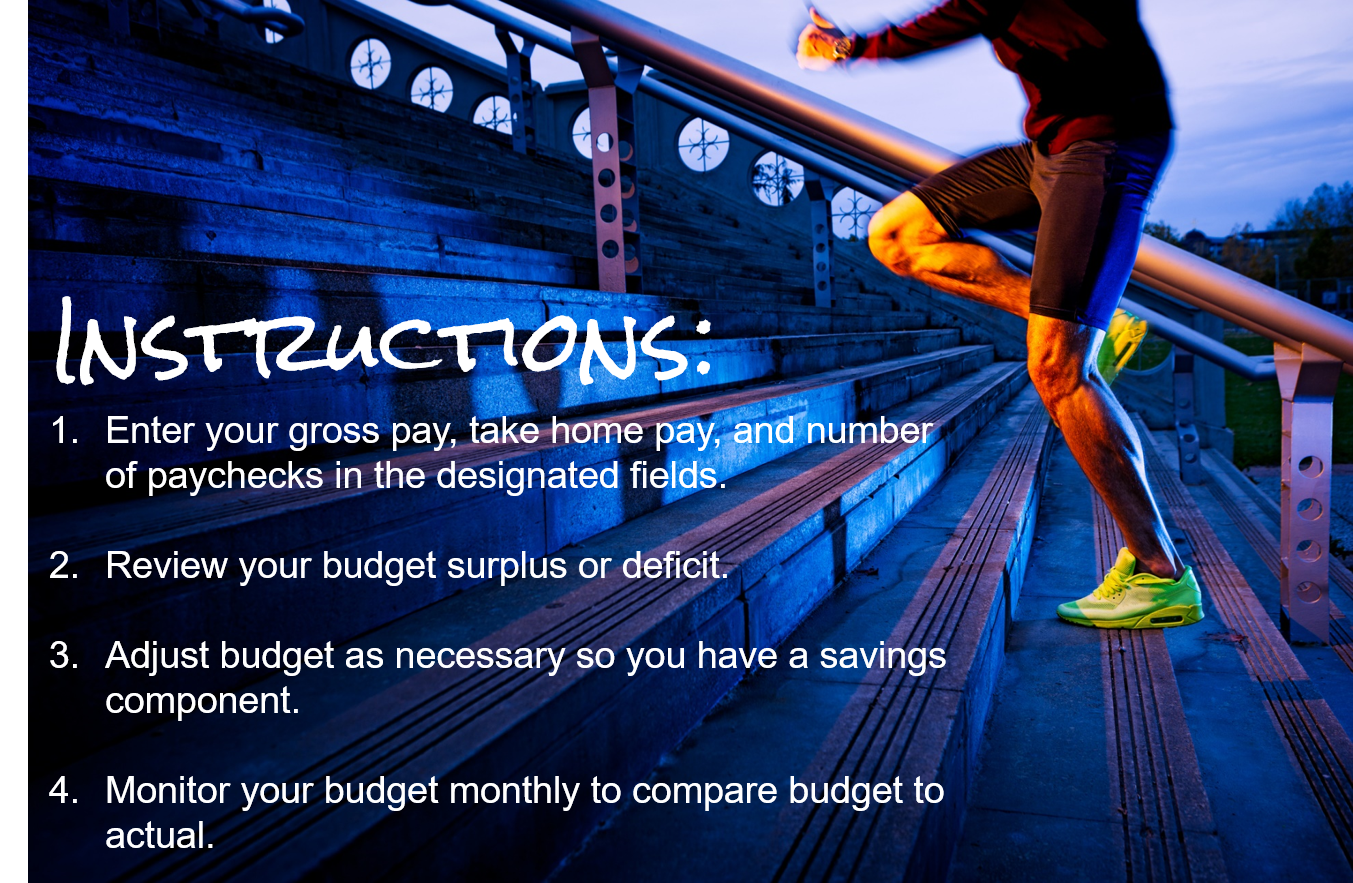 Instructions:
1. Enter your gross pay, take home pay, and number
of paychecks in the designated fields.
2. Review your budget surplus or deficit.
3. Adjust budget as necessary so you have a savings
component.
4. Monitor your budget monthly to compare budget to
actual.